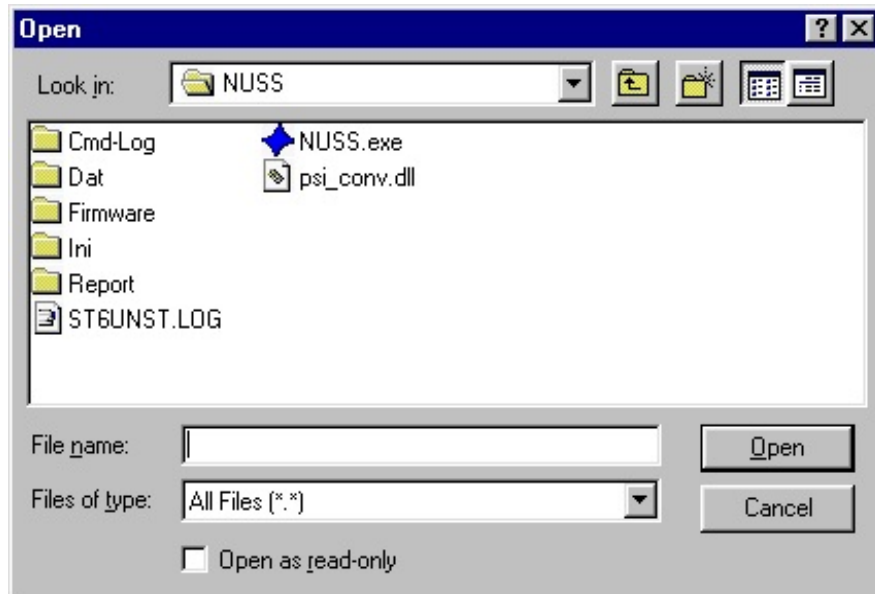 Open
Look in: NUSS
Cmd-Log
Dat
Firmware
Ini
Report
ST6UNST.LOG
NUSS.exe
psi_conv.dll
File name:
Open
Files of type: All Files (*.*)
Cancel
Open as read-only